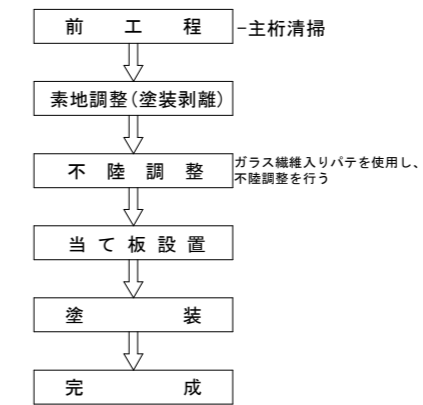 前工程
-主桁清掃
素地調整(塗装剥離)
不陸調整
ガラス繊維入りパテを使用し、
不陸調整を行う
当て板設置
塗装
完成